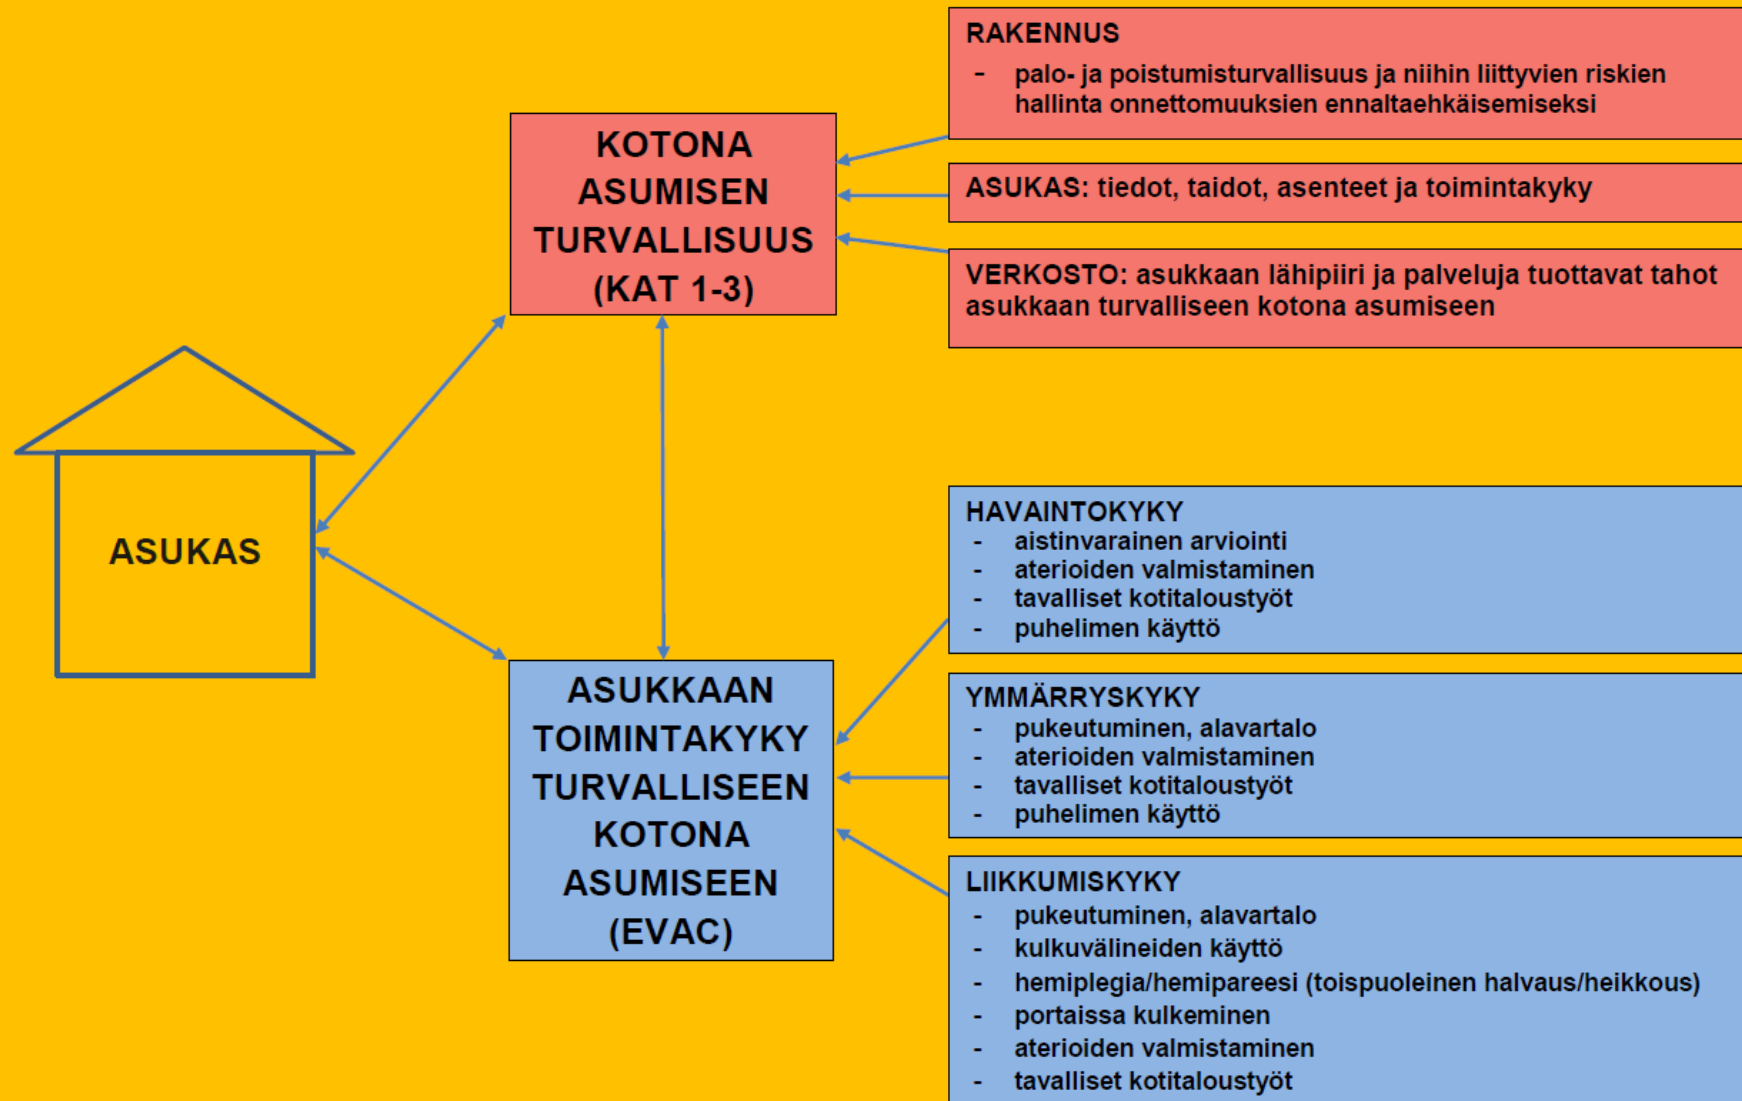 ASUKAS
KOTONA
ASUMISEN
TURVALLISUUS
(KAT 1-3)
RAKENNUS
- palo- ja poistumisturvallisuus ja niihin liittyvien riskien
hallinta onnettomuuksien ennaltaehkäisemiseksi
ASUKAS: tiedot, taidot, asenteet ja toimintakyky
VERKOSTO: asukkaan lähipiiri ja palveluja tuottavat tahot
asukkaan turvalliseen kotona asumiseen
ASUKKAAN
TOIMINTAKYKY
TURVALLISEEN
KOTONA
ASUMISEEN
(EVAC)
HAVAINTOKYKY
- aistinvarainen arviointi
- aterioiden valmistaminen
- tavalliset kotitaloustyöt
- puhelimen käyttö
YMMÄRRYSKYKY
- pukeutuminen, alavartalo
- aterioiden valmistaminen
- tavalliset kotitaloustyöt
- puhelimen käyttö
LIIKKUMISKYKY
- pukeutuminen, alavartalo
- kulkuvälineiden käyttö
- hemiplegia/hemipareesi (toispuoleinen halvaus/heikkous)
- portaissa kulkeminen
- aterioiden valmistaminen
- tavalliset kotitaloustyöt